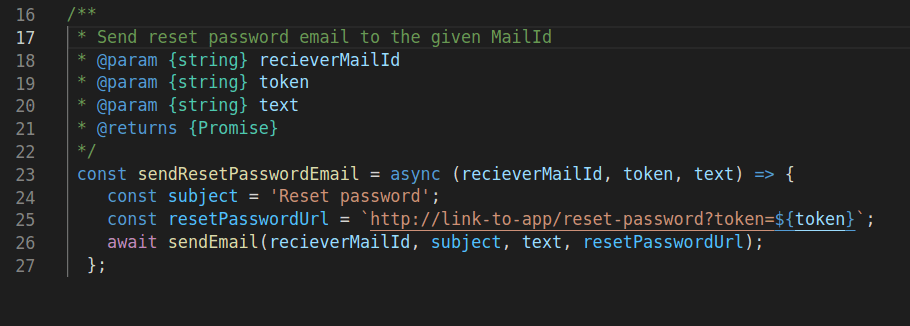 16 /**
17 * Send reset password email to the given MailId
18 * @param {string} recieverMailId
19 * @param {string} token
20 * @param {string} text
21 * @returns {Promise}
22 */
23 const sendResetPasswordEmail = async (recieverMailId, token, text) => {
24 const subject = 'Reset password';
25 const resetPasswordUrl = `http://link-to-app/reset-password?token=${token}`;
26 await sendEmail(recieverMailId, subject, text, resetPasswordUrl);
27 };